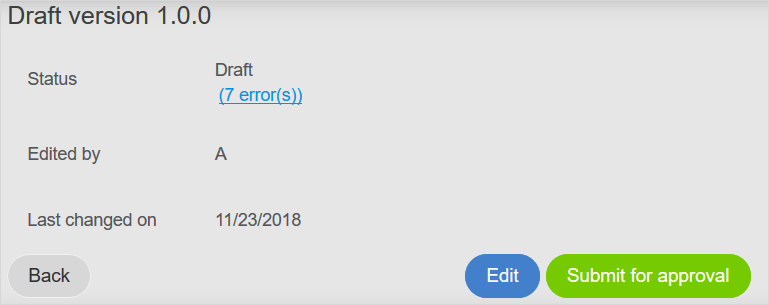 Draft version 1.0.0
Status
Draft
(7 error(s))
Edited by
A
Last changed on
11/23/2018
Back
Edit
Submit for approval